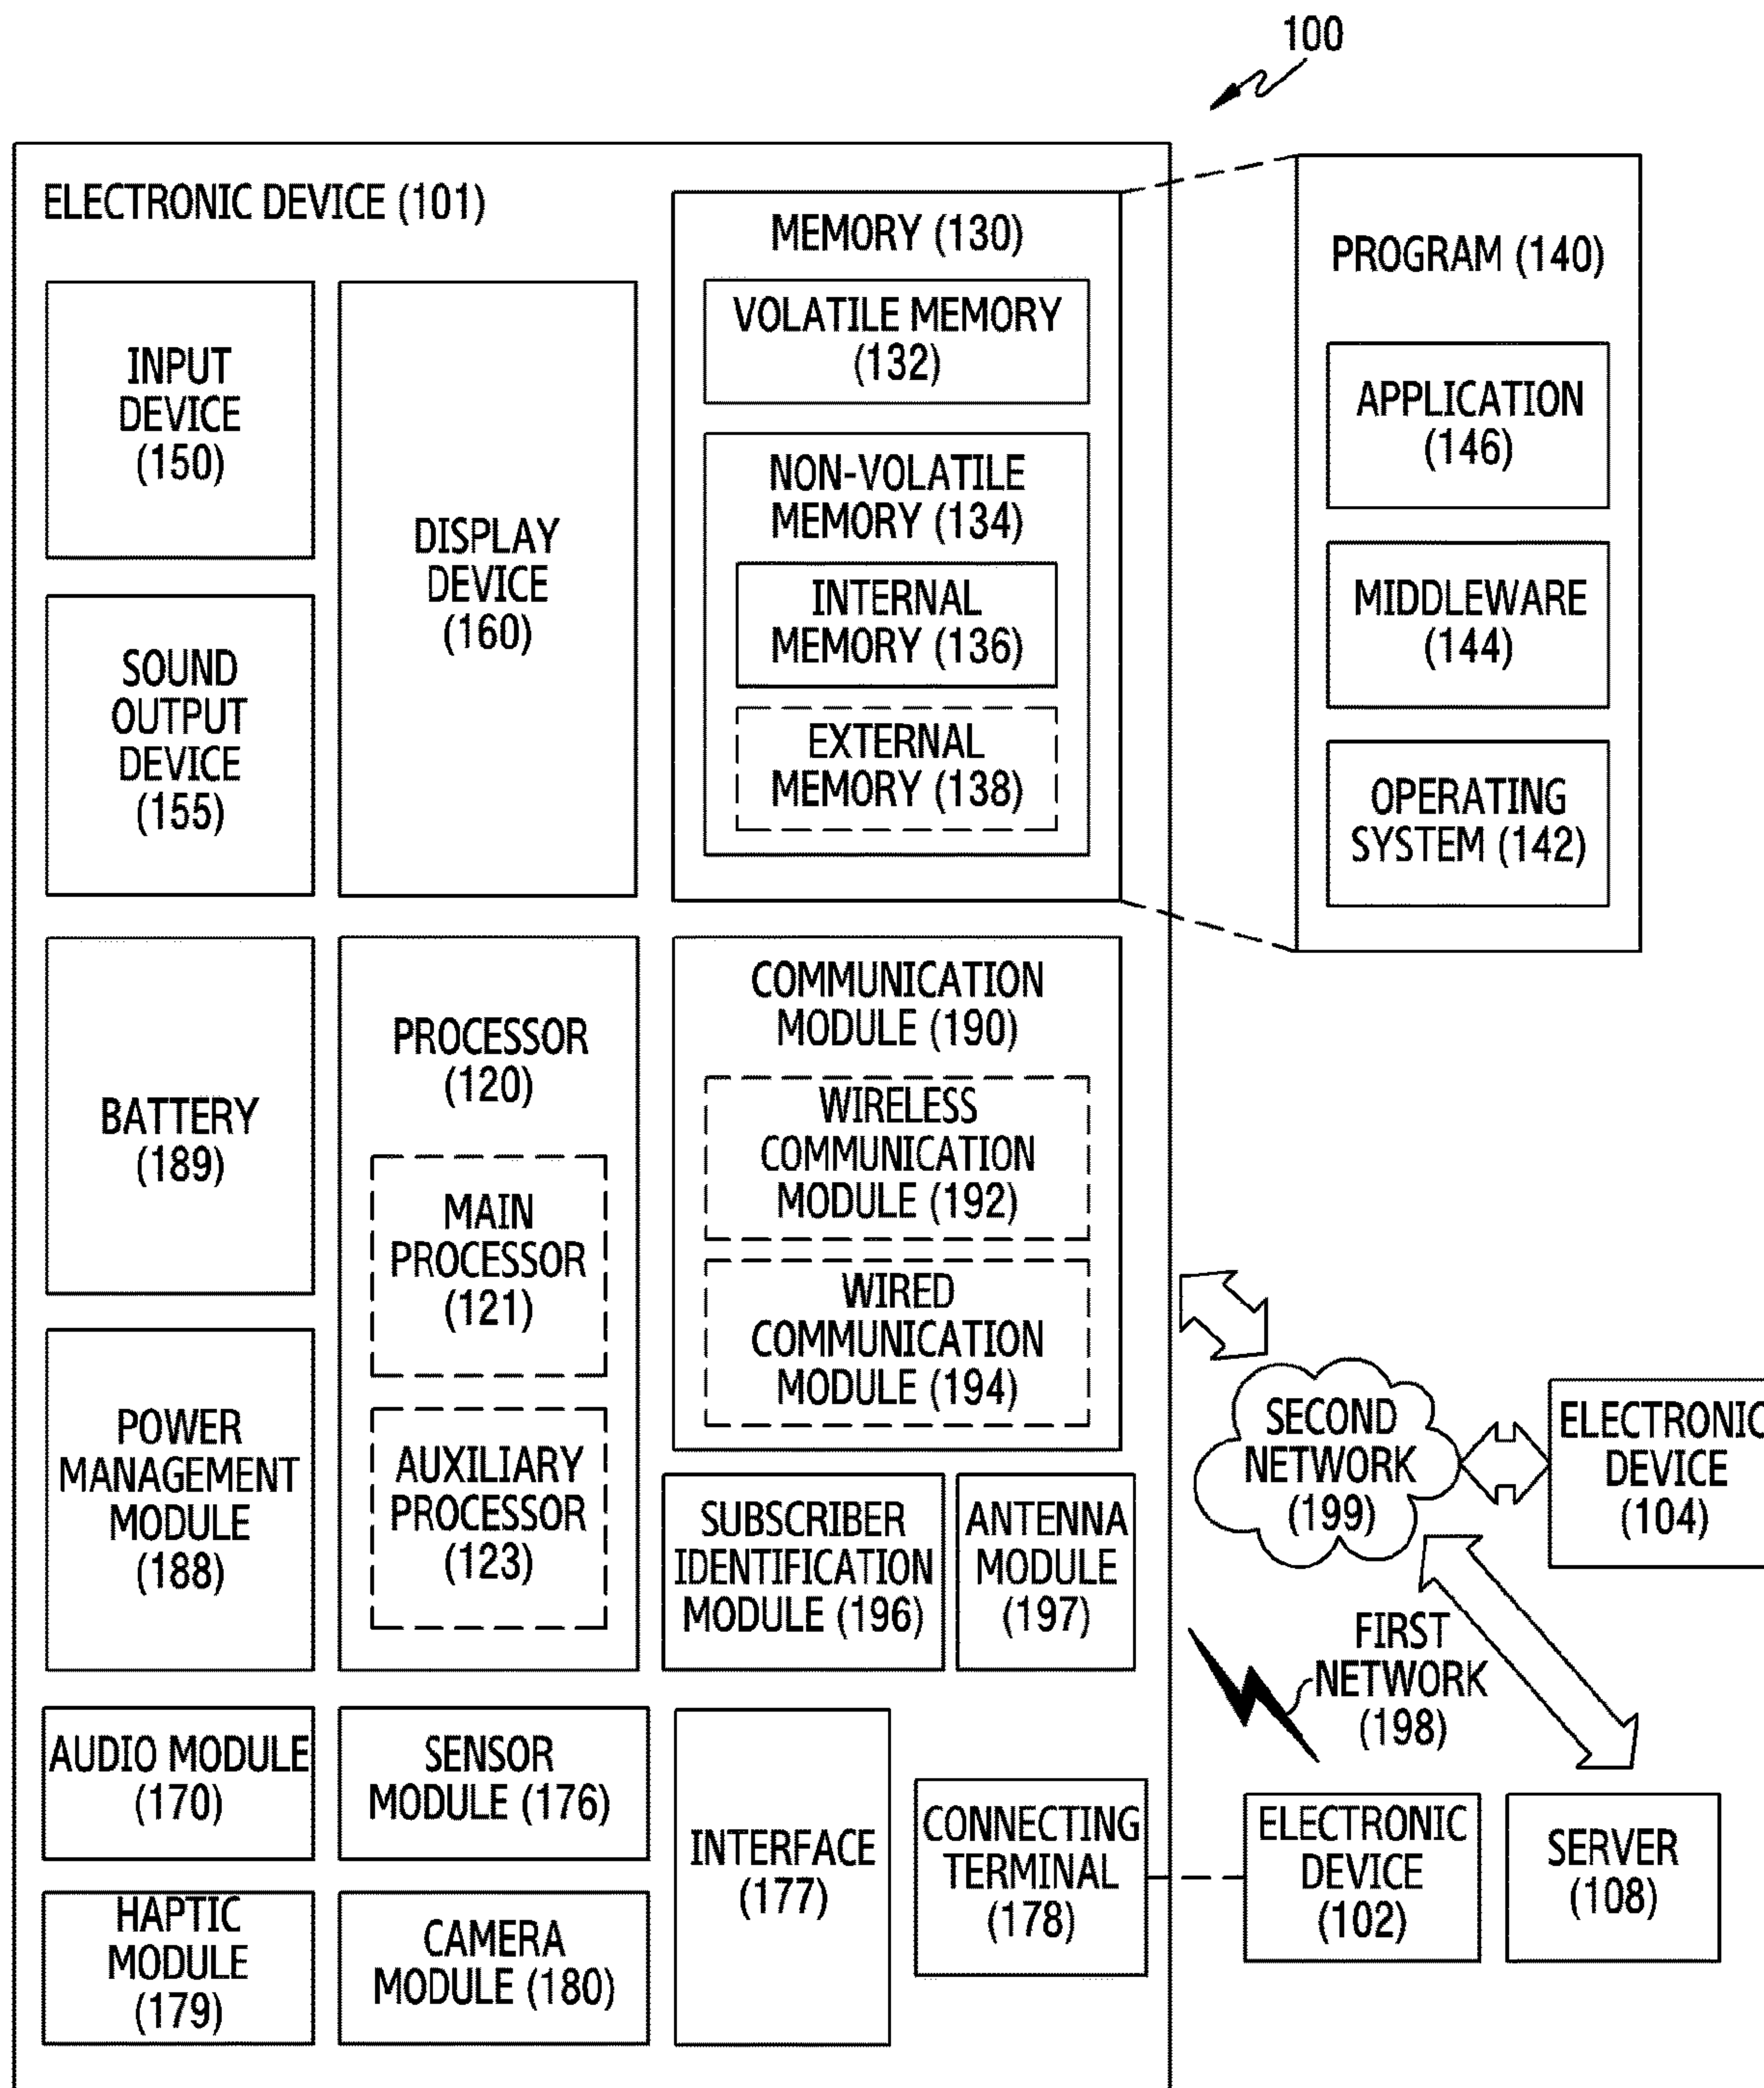 100
ELECTRONIC DEVICE (101)
INPUT
DEVICE
(150)
SOUND
OUTPUT
DEVICE
(155)
DISPLAY
DEVICE
(160)
MEMORY (130)
VOLATILE MEMORY
(132)
NON-VOLATILE
MEMORY (134)
INTERNAL
MEMORY (136)
EXTERNAL
MEMORY (138)
PROGRAM (140)
APPLICATION
(146)
MIDDLEWARE
(144)
OPERATING
SYSTEM (142)
BATTERY
(189)
POWER
MANAGEMENT
MODULE
(188)
PROCESSOR
(120)
MAIN
PROCESSOR
(121)
AUXILIARY
PROCESSOR
(123)
COMMUNICATION
MODULE (190)
WIRELESS
COMMUNICATION
MODULE (192)
WIRED
COMMUNICATION
MODULE (194)
SUBSCRIBER
IDENTIFICATION
MODULE (196)
ANTENNA
MODULE
(197)
SECOND
NETWORK
(199)
ELECTRONIC
DEVICE
(104)
FIRST
NETWORK
(198)
AUDIO MODULE
(170)
SENSOR
MODULE (176)
HAPTIC
MODULE
(179)
CAMERA
MODULE (180)
INTERFACE
(177)
CONNECTING
TERMINAL
(178)
ELECTRONIC
DEVICE
(102)
SERVER
(108)